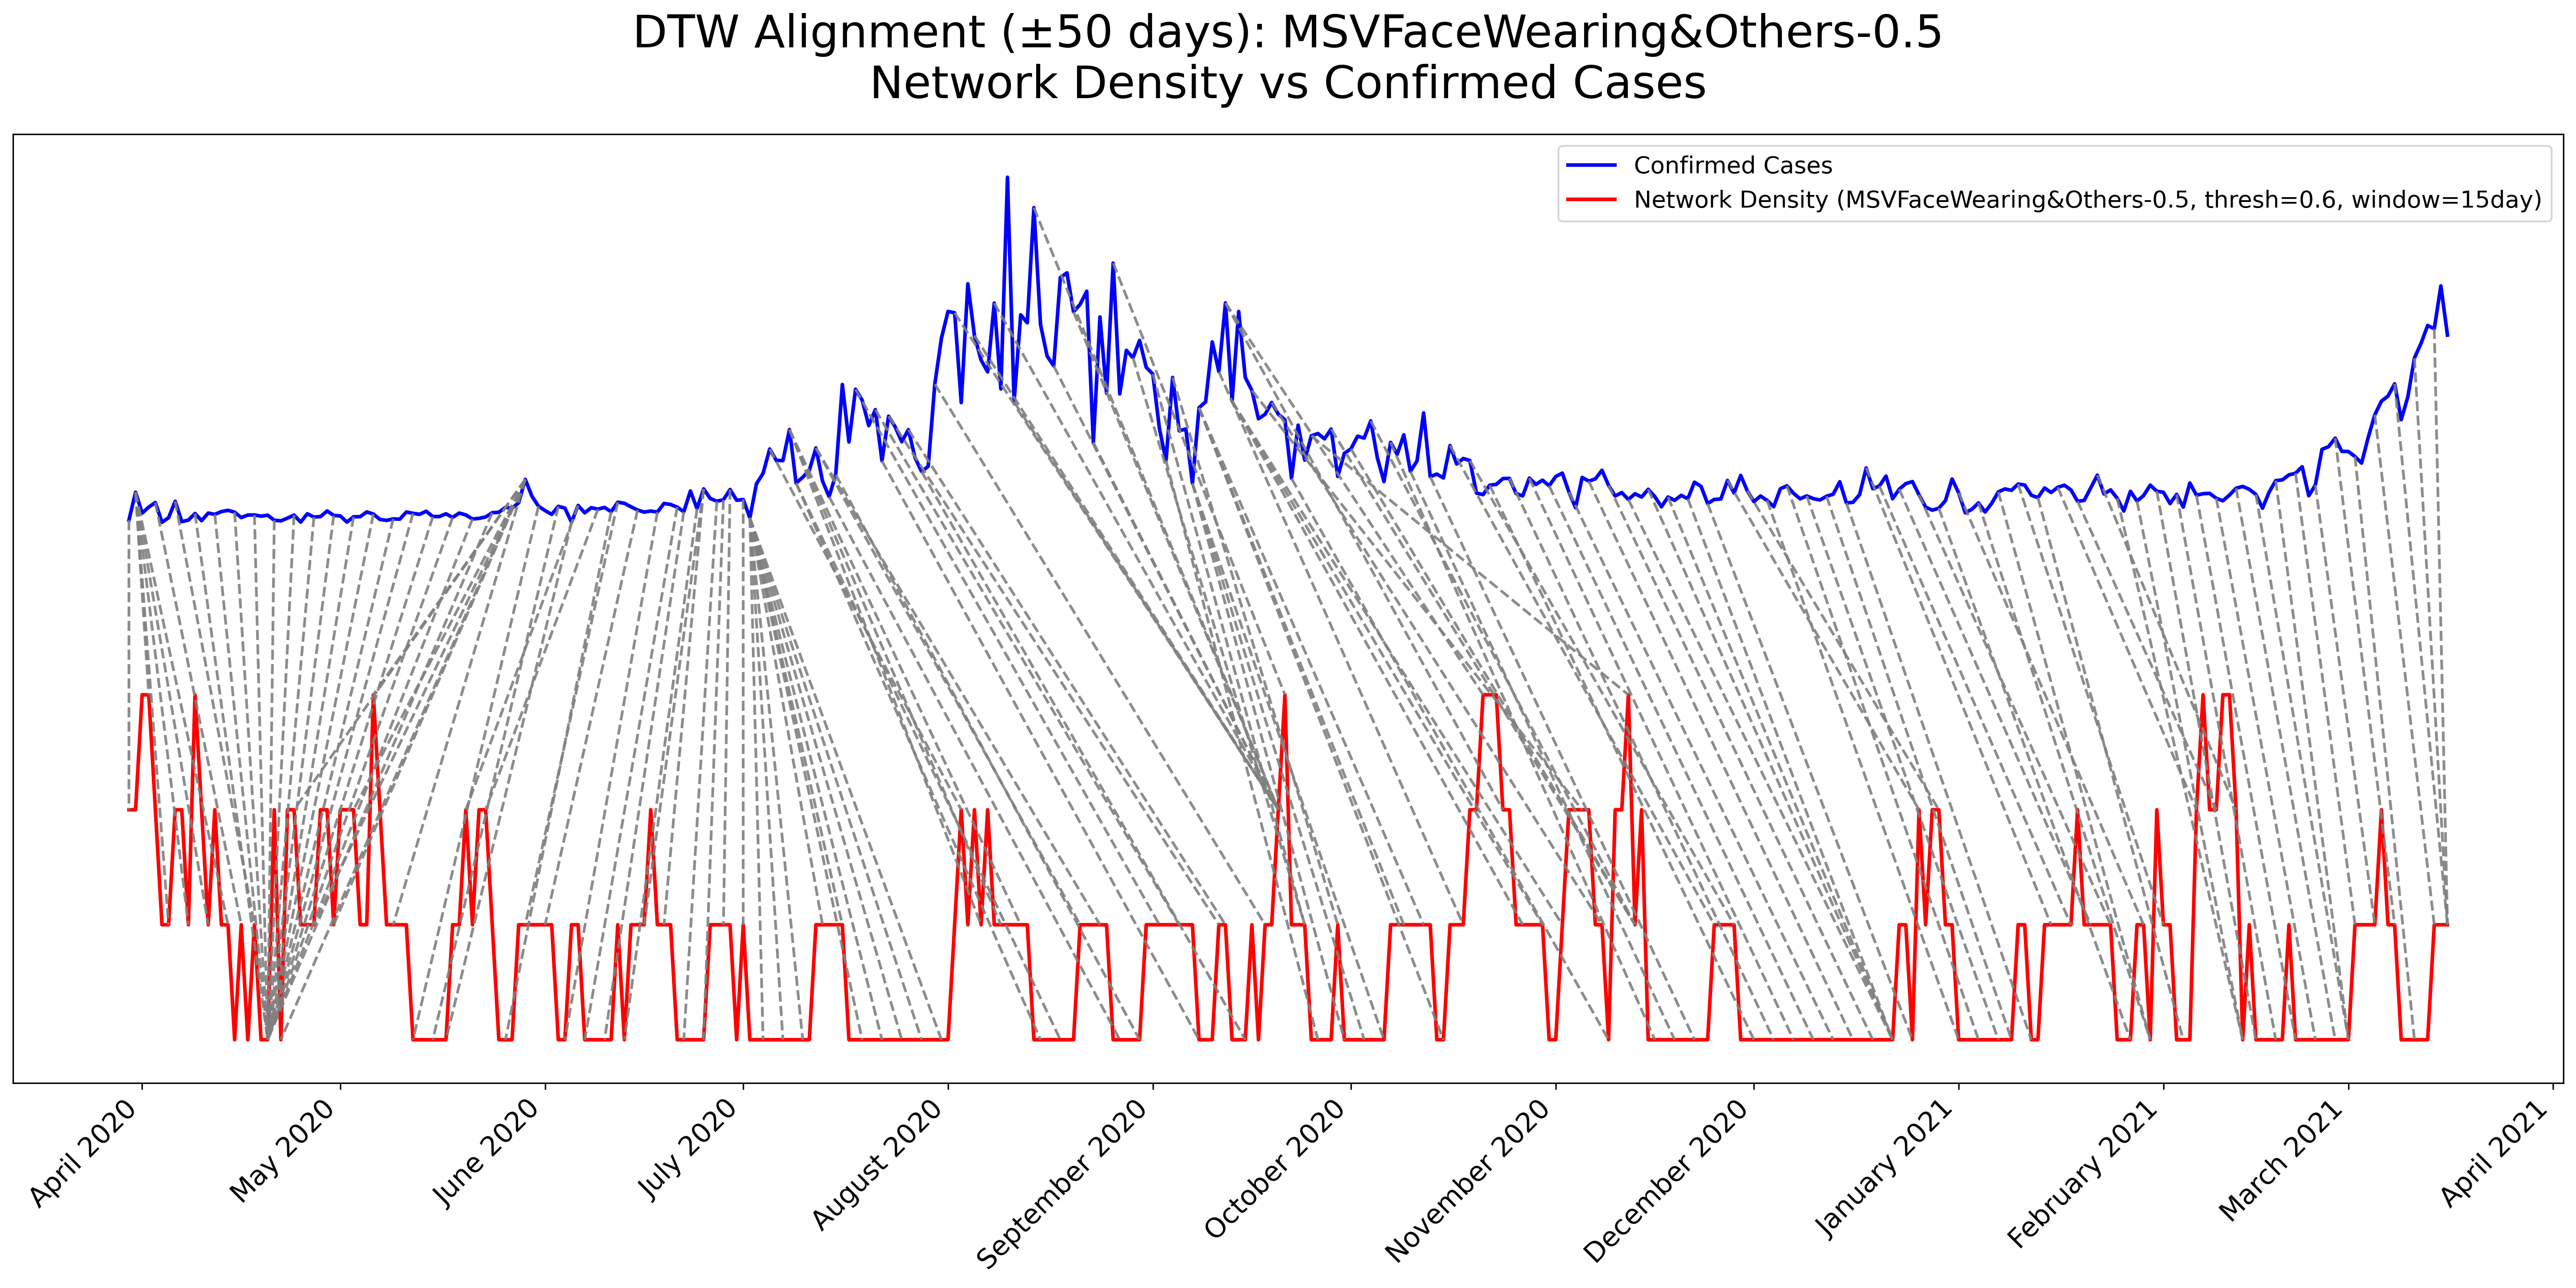 DTW Alignment (±50 days): MSVFaceWearing&Others-0.5
Network Density vs Confirmed Cases
Confirmed Cases
Network Density (MSVFaceWearing&Others-0.5, thresh=0.6, window=15day)
April 2020
May 2020
June 2020
July 2020
August 2020
September 2020
October 2020
November 2020
December 2020
January 2021
February 2021
March 2021
April 2021